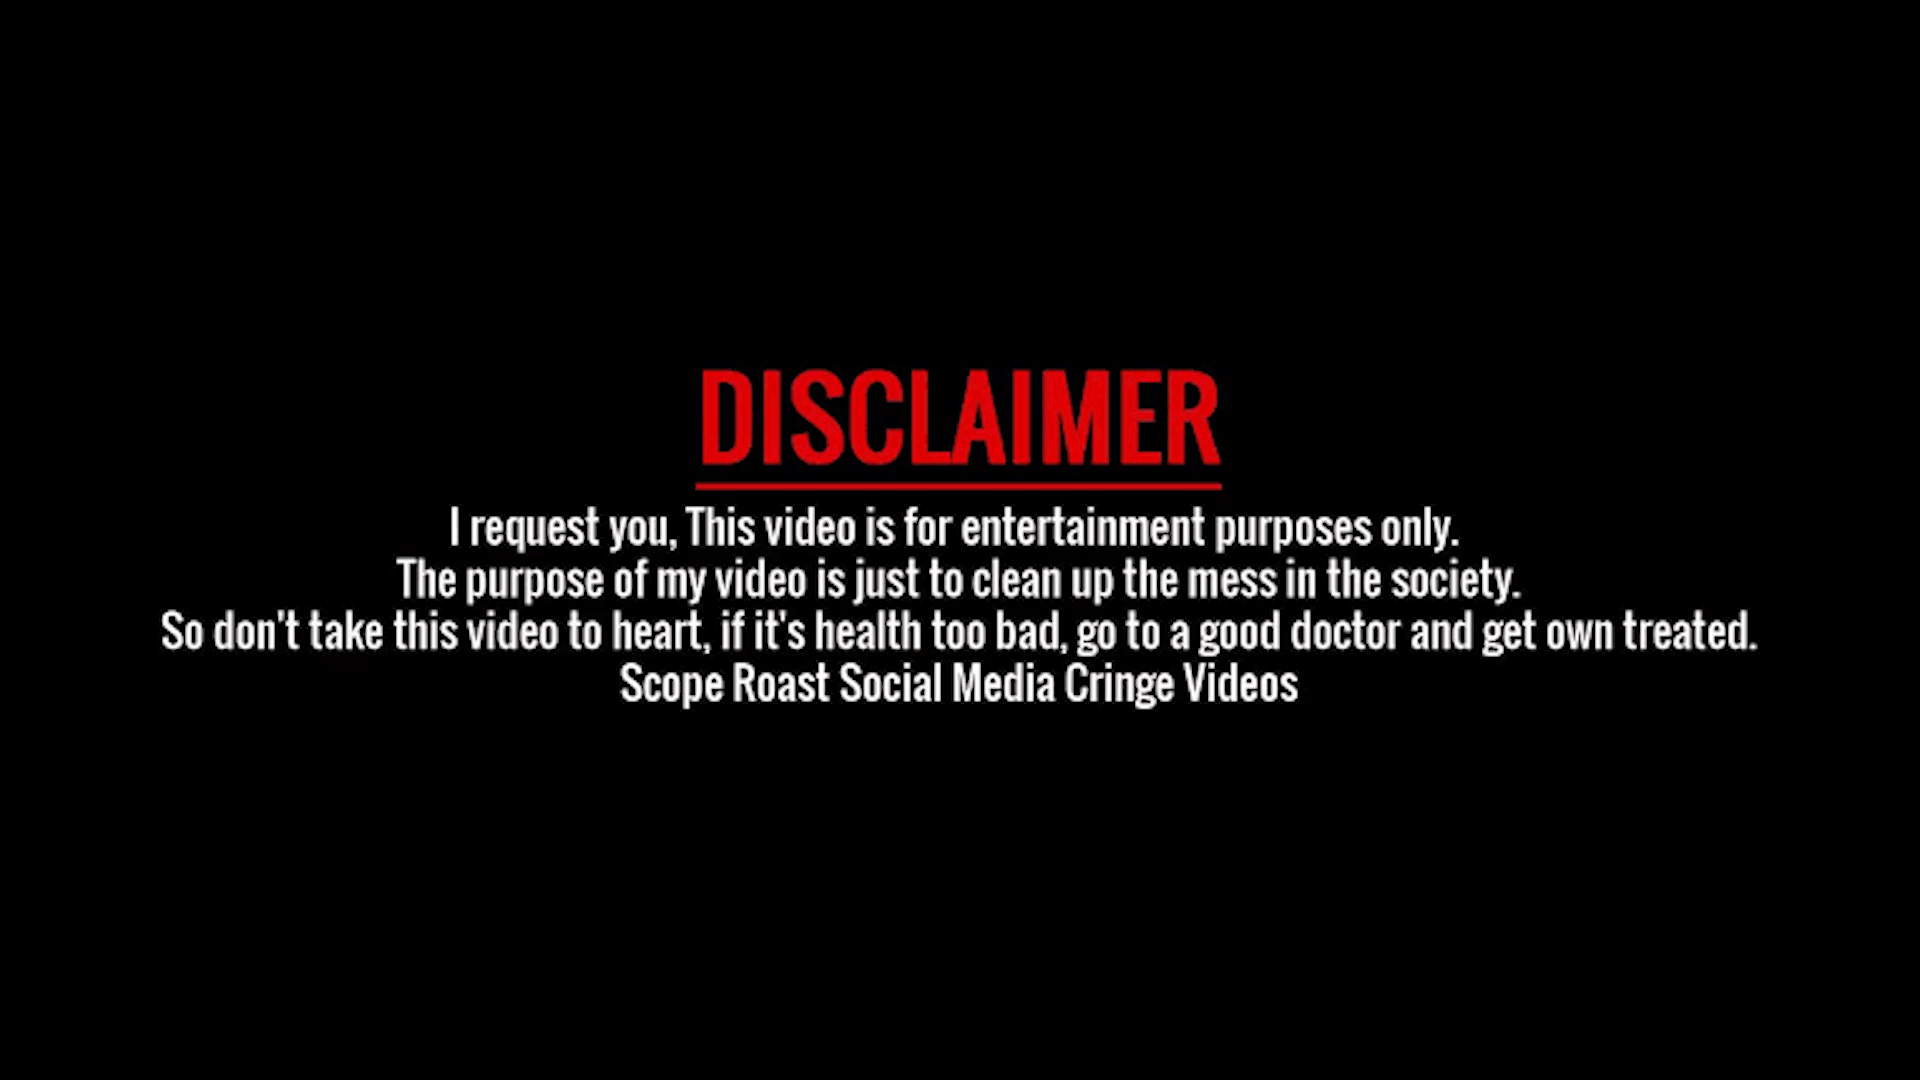 DISCLAIMER
I request you, This video is for entertainment purposes only.
The purpose of my video is just to clean up the mess in the society.
So don't take this video to heart, if it's health too bad, go to a good doctor and get own treated.
Scope Roast Social Media Cringe Videos